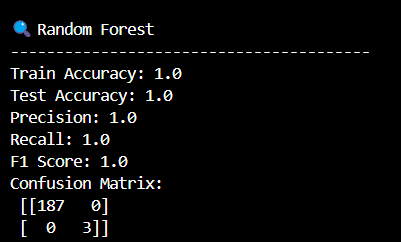 🔍 Random Forest
----------------------------------------
Train Accuracy: 1.0
Test Accuracy: 1.0
Precision: 1.0
Recall: 1.0
F1 Score: 1.0
Confusion Matrix:
 [[187   0]
 [  0   3]]